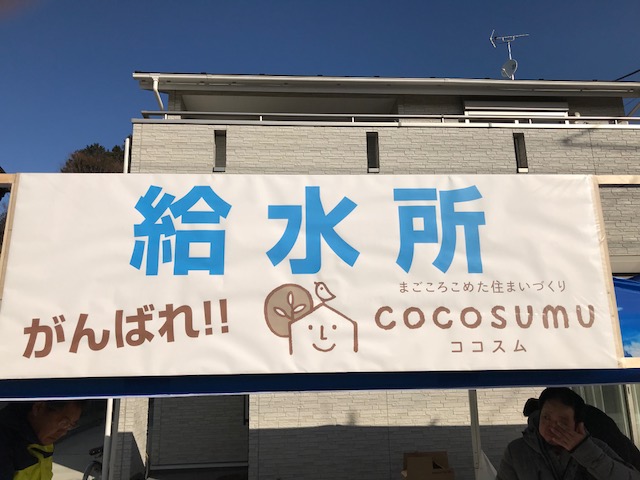 給水所
がんばれ!!
まごころこめた住まいづくり
cocosumu
ココスム